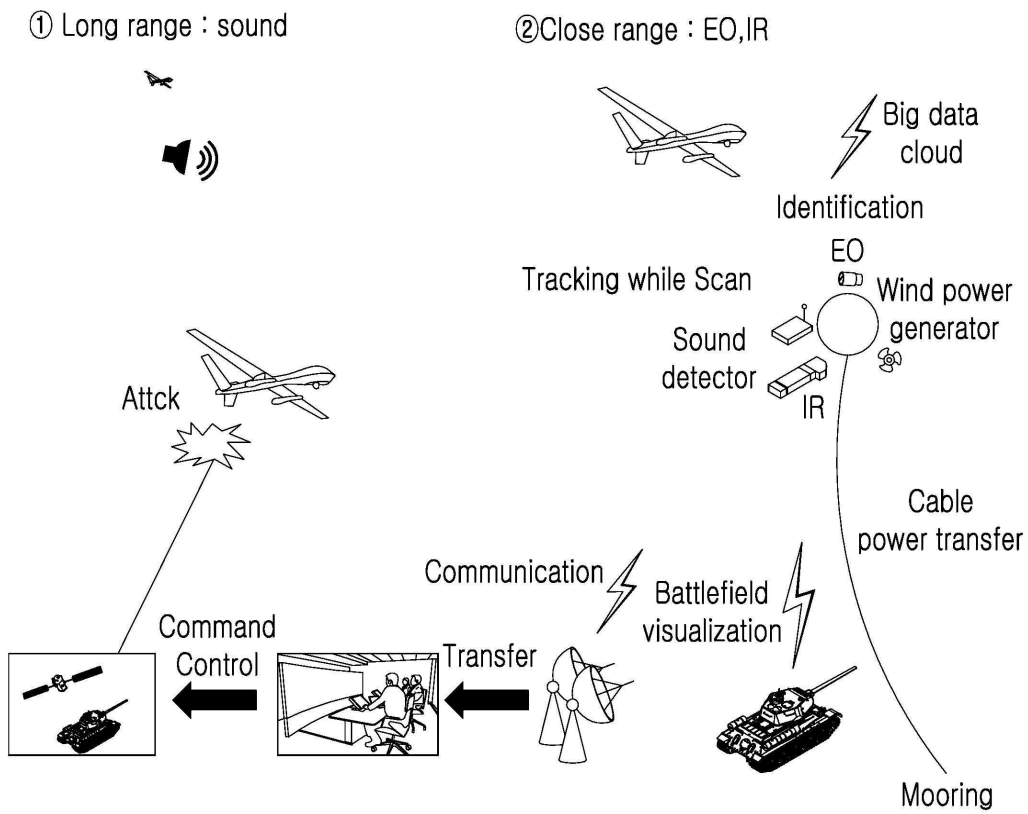 ① Long range : sound
②Close range : EO,IR
Big data
cloud
Identification
EO
Tracking while Scan
Wind power
generator
Sound
detector
IR
Attck
Cable
power transfer
Communication
Battlefield
visualization
Command
Control
Transfer
Mooring